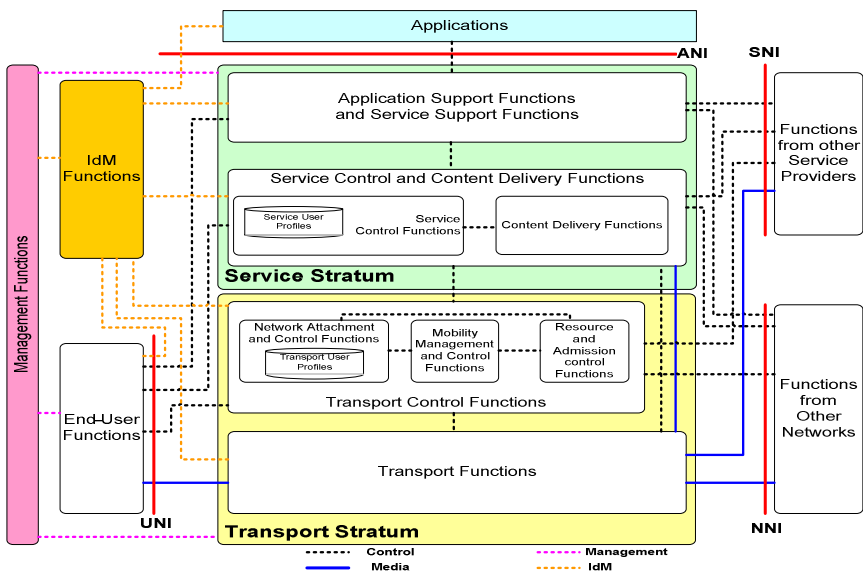 Applications
ANI
SNI
Application Support Functions
and Service Support Functions
Functions
from other
Service
Providers
IdM
Functions
Service Control and Content Delivery Functions
Service User
Profiles
Service
Control Functions
Content Delivery Functions
Service Stratum
Management Functions
Network Attachment
and Control Functions
Transport User
Profiles
Mobility
Management
and Control
Functions
Resource
and
Admission
control
Functions
Transport Control Functions
End-User
Functions
Functions
from
Other
Networks
Transport Functions
UNI
Transport Stratum
NNI
Control
Management
Media
IdM